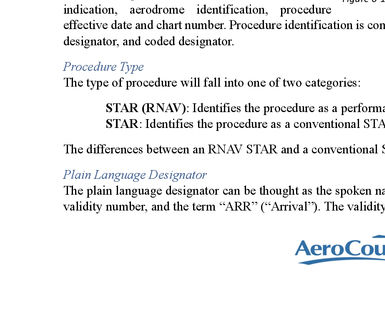 indication, aerodrome identification, procedure
effective date and chart number. Procedure identification is com
designator, and coded designator.
Procedure Type
The type of procedure will fall into one of two categories:
STAR (RNAV): Identifies the procedure as a performa
STAR: Identifies the procedure as a conventional STA
The differences between an RNAV STAR and a conventional S
Plain Language Designator
The plain language designator can be thought as the spoken na
validity number, and the term “ARR” (“Arrival”). The validity
AeroCou